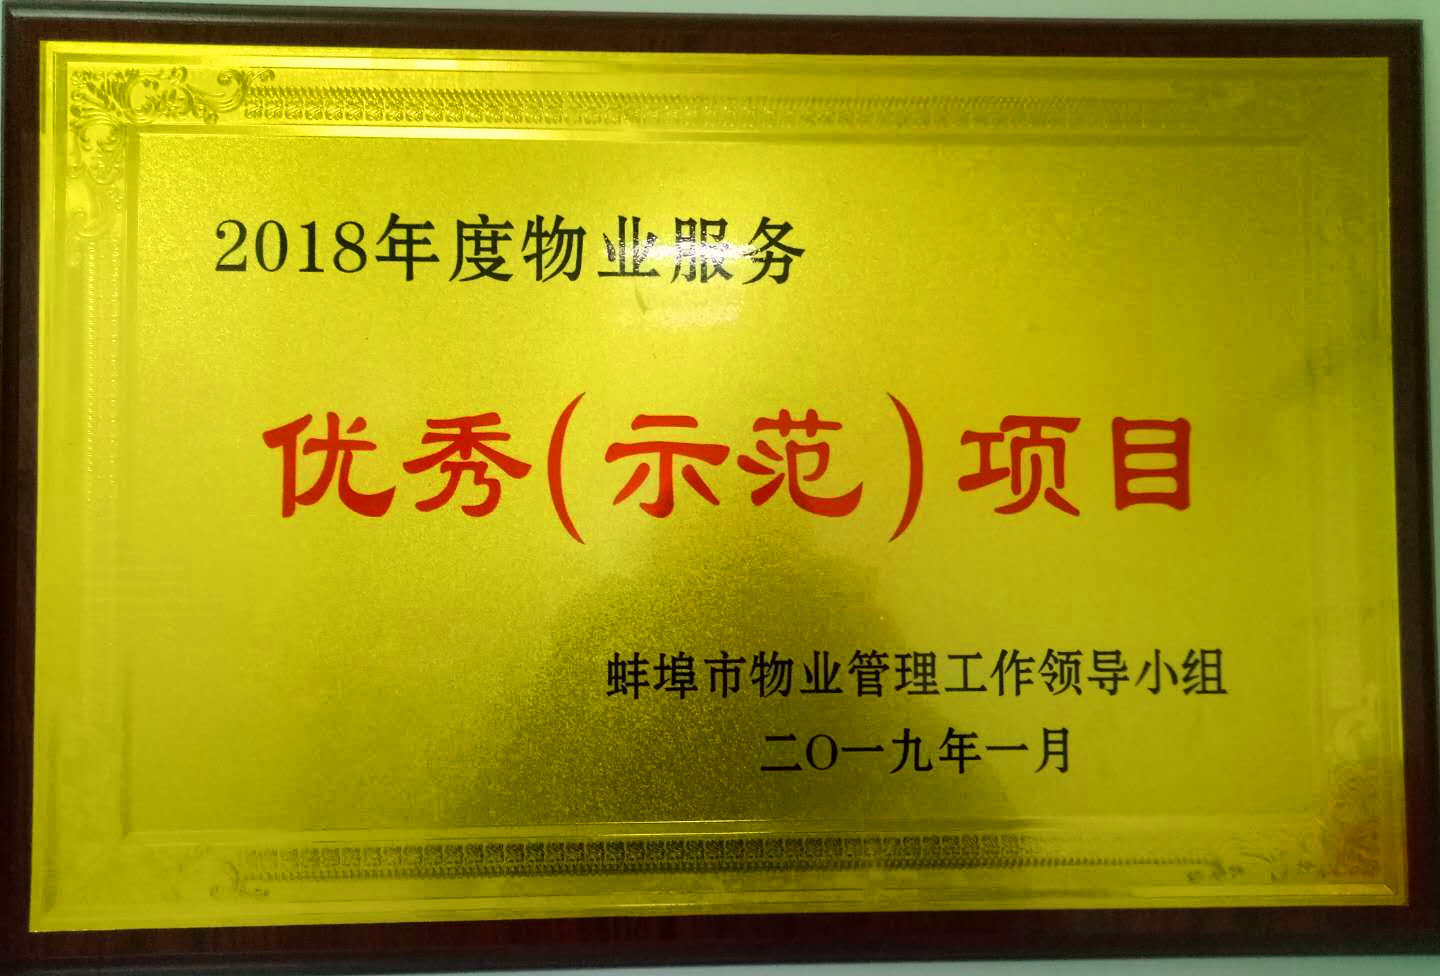 2018年度物业服务
优秀(示范)项目
蚌埠市物业管理工作领导小组
二〇一九年一月